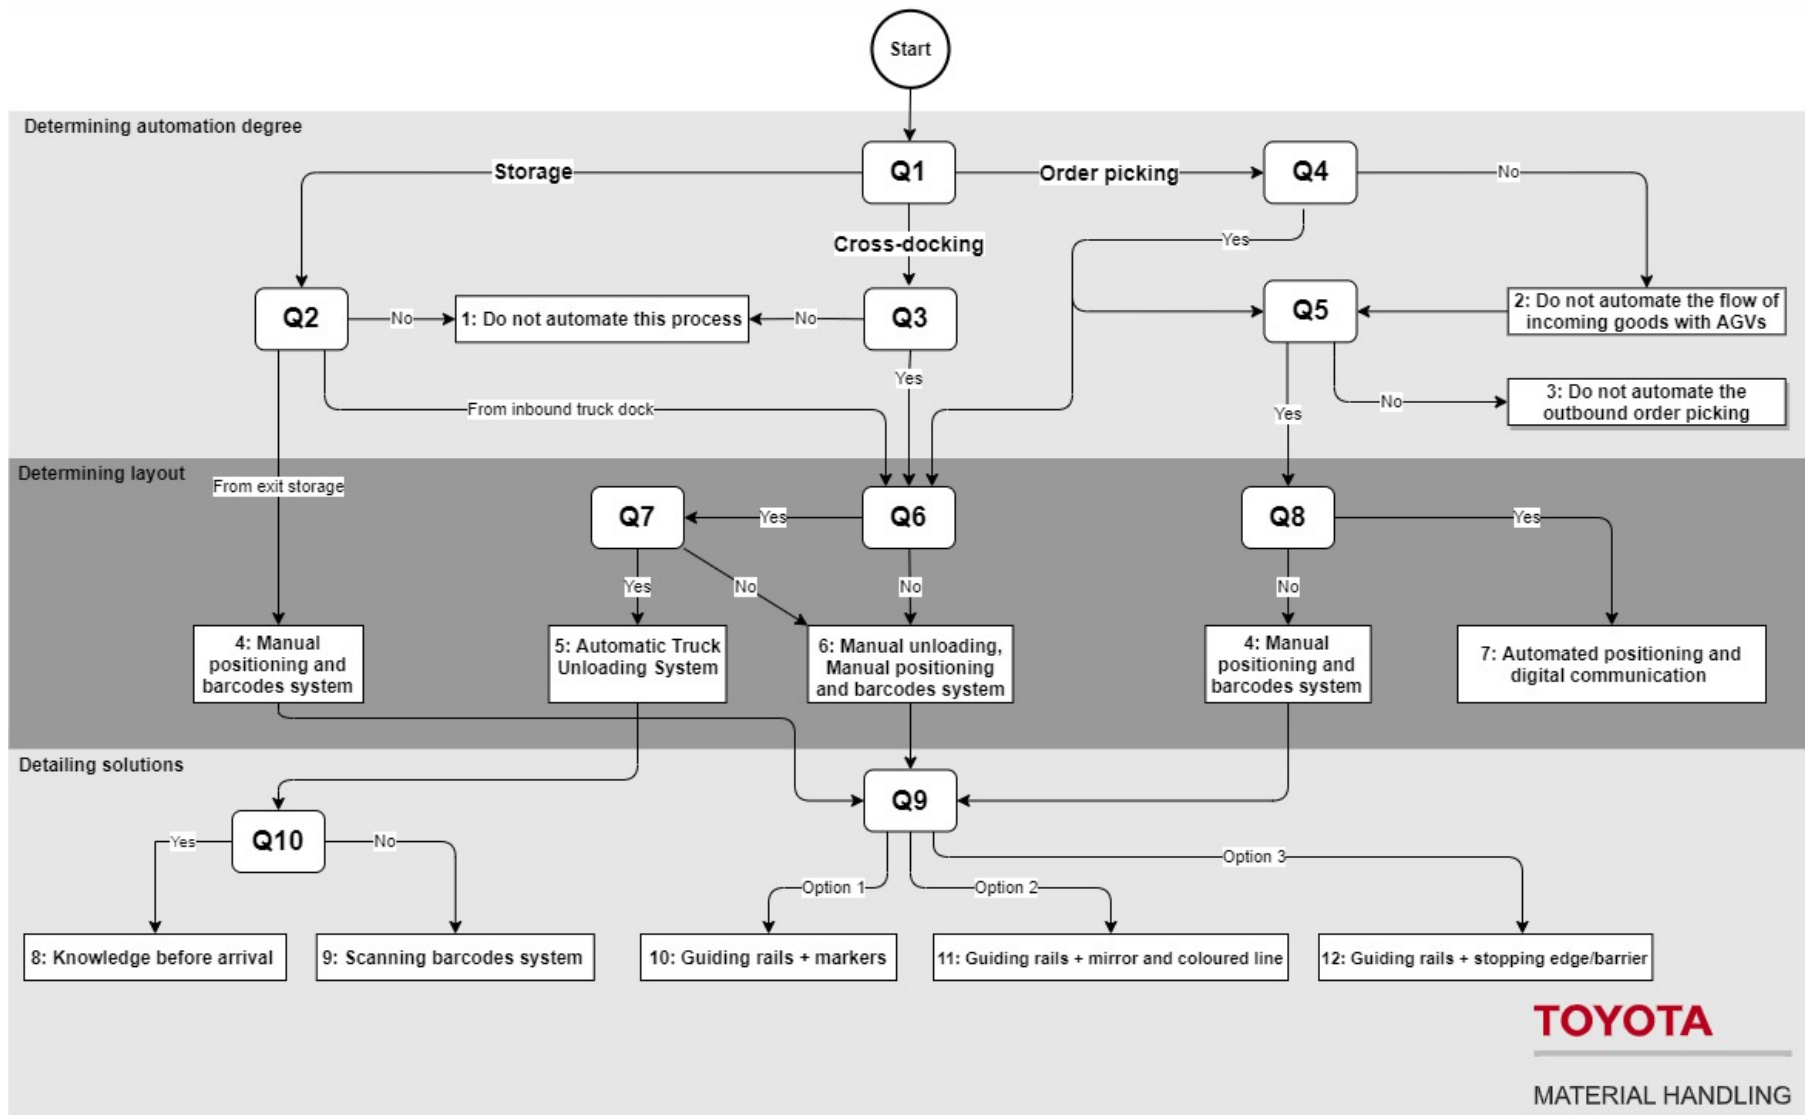 Start
Determining automation degree
Storage
Q1
Order picking
Q4
No
Yes
Cross-docking
Q2
No
1: Do not automate this process
No
Q3
Q5
2: Do not automate the flow of
incoming goods with AGVs
Yes
From inbound truck dock
Yes
No
3: Do not automate the
outbound order picking
Determining layout
From exit storage
Q7
Yes
Q6
Q8
Yes
Yes
No
No
No
4: Manual
positioning and
barcodes system
5: Automatic Truck
Unloading System
6: Manual unloading,
Manual positioning
and barcodes system
4: Manual
positioning and
barcodes system
7: Automated positioning and
digital communication
Detailing solutions
Q9
Yes
Q10
No
Option 3
Option 1
Option 2
8: Knowledge before arrival
9: Scanning barcodes system
10: Guiding rails + markers
11: Guiding rails + mirror and coloured line
12: Guiding rails + stopping edge/barrier
TOYOTA
MATERIAL HANDLING